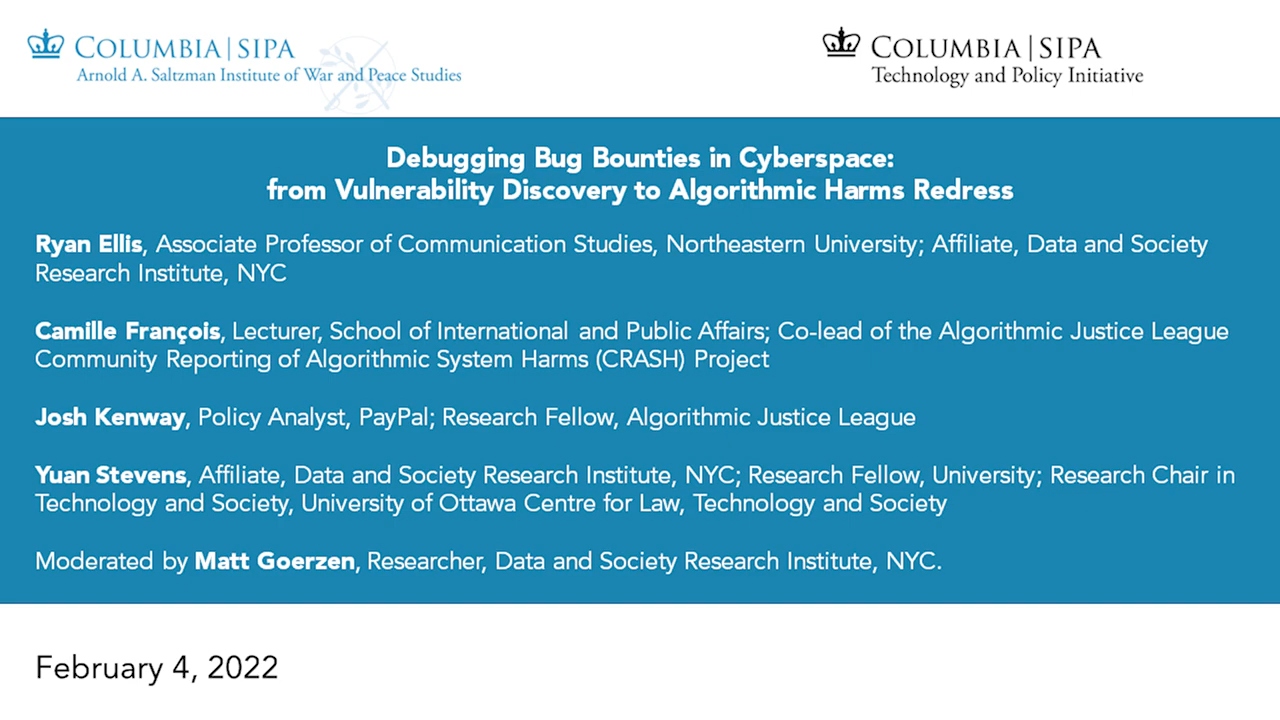 COLUMBIA | SIPA
Arnold A. Saltzman Institute of War and Peace Studies
COLUMBIA | SIPA
Technology and Policy Initiative
Debugging Bug Bounties in Cyberspace:
from Vulnerability Discovery to Algorithmic Harms Redress
Ryan Ellis, Associate Professor of Communication Studies, Northeastern University; Affiliate, Data and Society
Research Institute, NYC
Camille François, Lecturer, School of International and Public Affairs; Co-lead of the Algorithmic Justice League
Community Reporting of Algorithmic System Harms (CRASH) Project
Josh Kenway, Policy Analyst, PayPal; Research Fellow, Algorithmic Justice League
Yuan Stevens, Affiliate, Data and Society Research Institute, NYC; Research Fellow, University; Research Chair in
Technology and Society, University of Ottawa Centre for Law, Technology and Society
Moderated by Matt Goerzen, Researcher, Data and Society Research Institute, NYC.
February 4, 2022